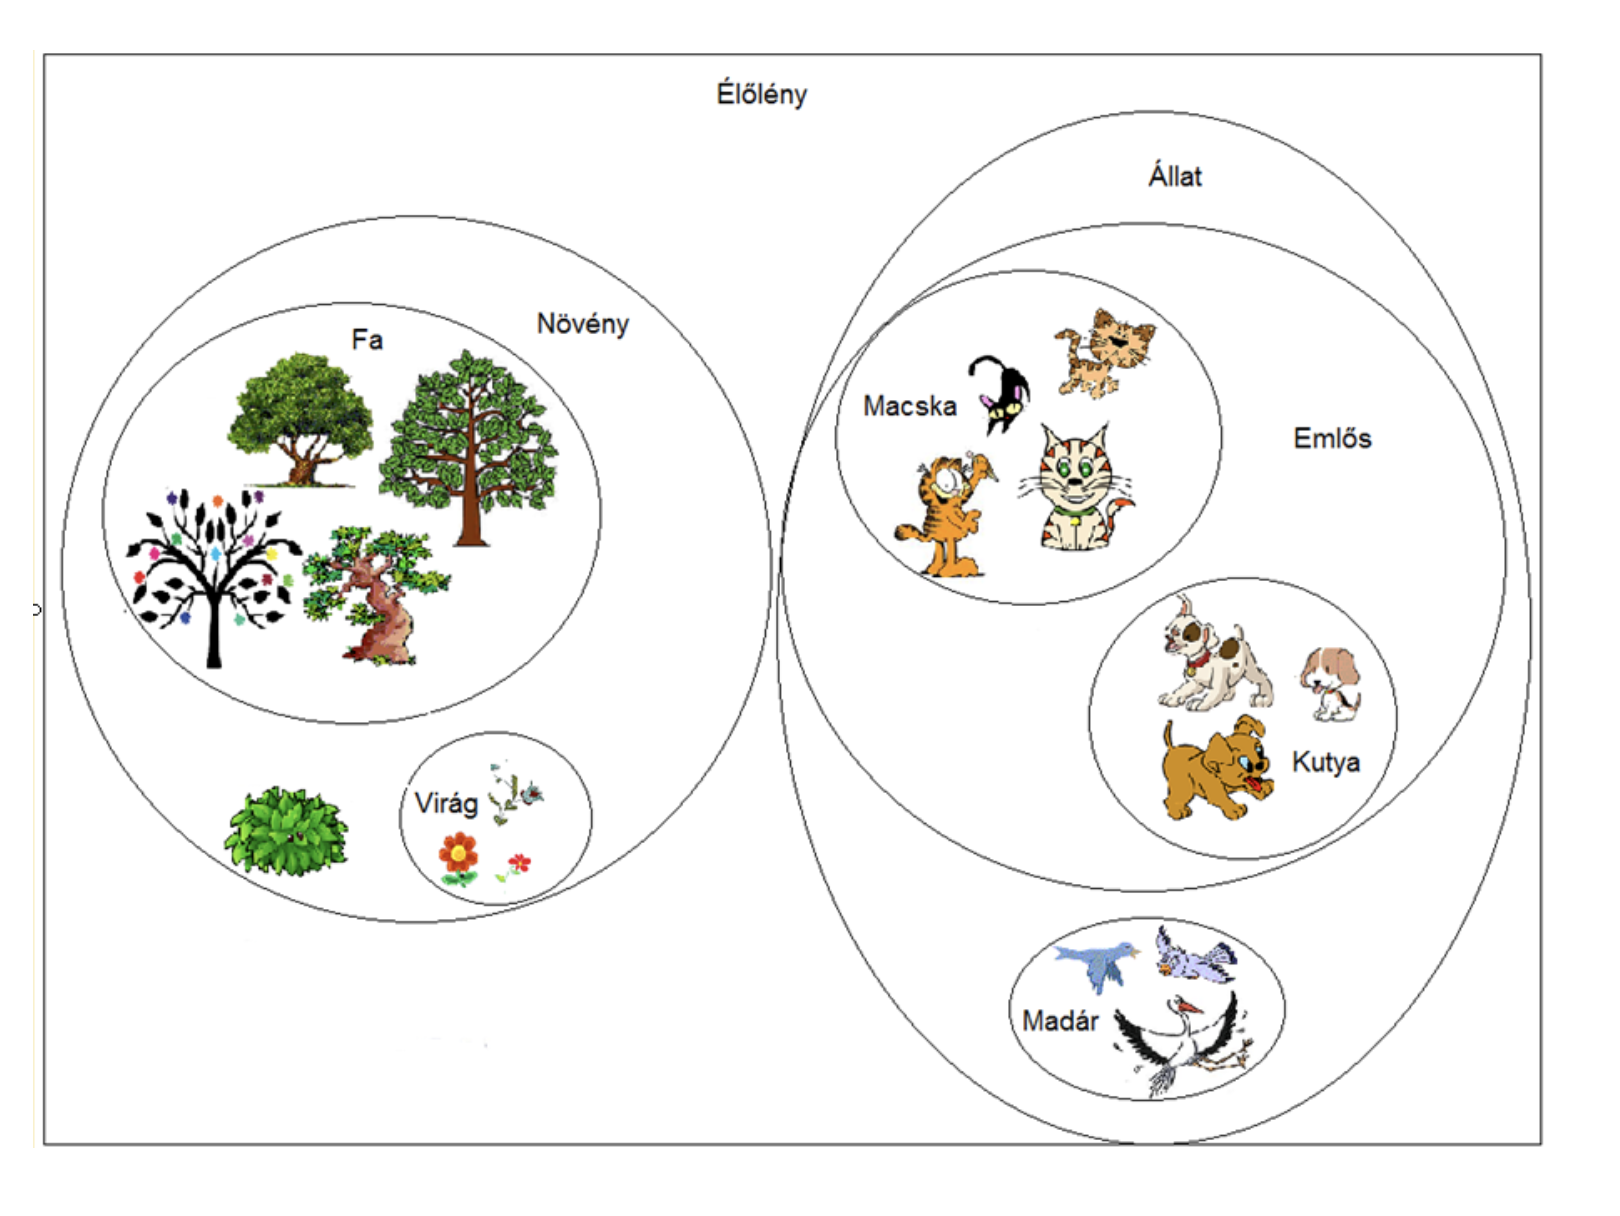 Élőlény
Állat
Növény
Fa
Macska
Emlős
Kutya
Virág
Madár